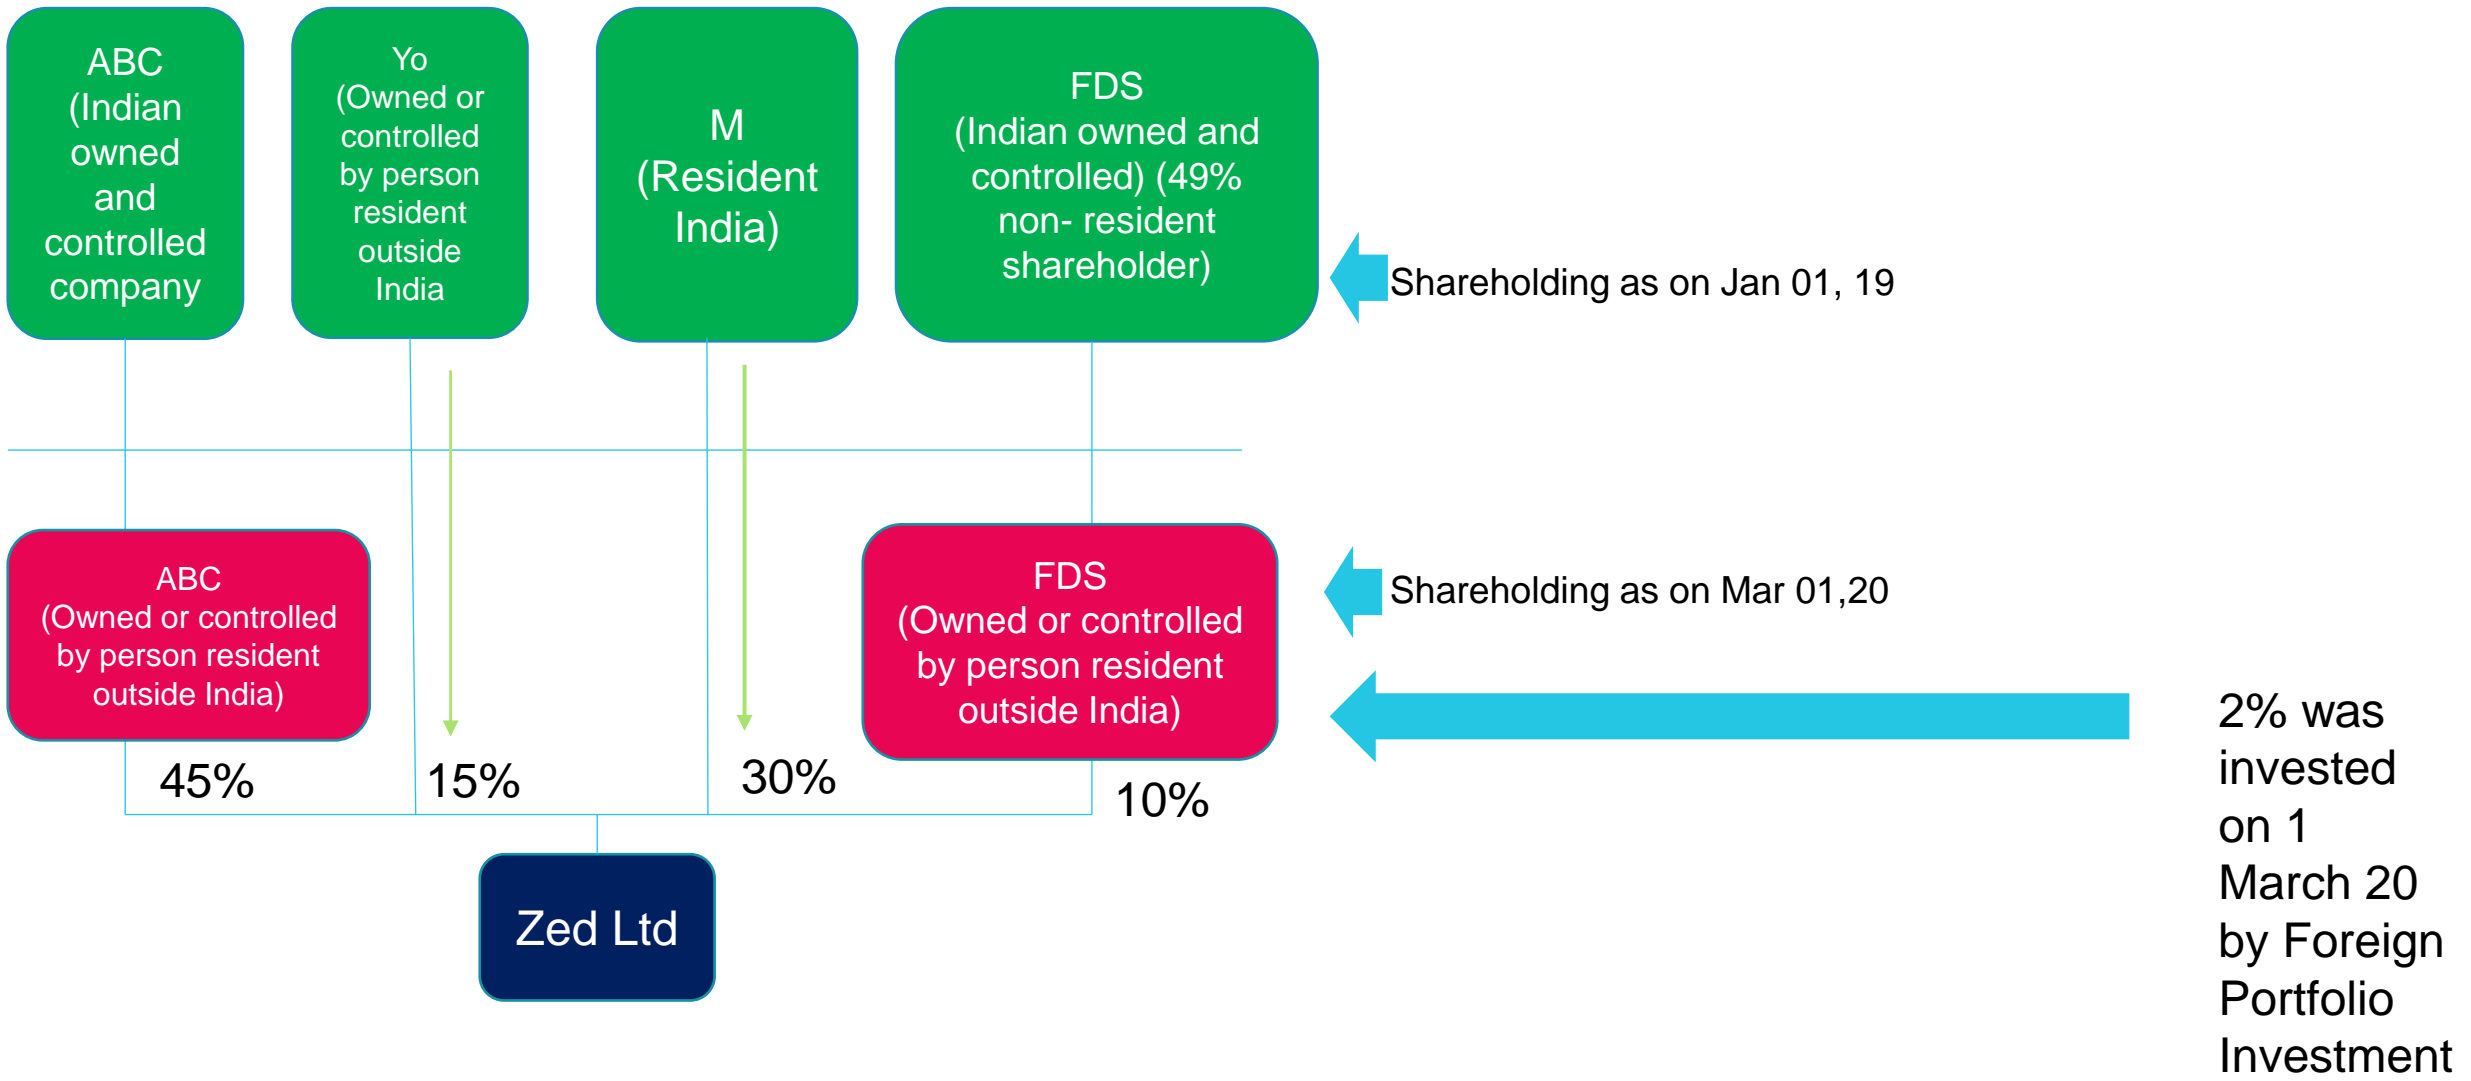 ABC
(Indian
owned
and
controlled
company
Yo
(Owned or
controlled
by person
resident
outside
India
M
(Resident
India)
FDS
(Indian owned and
controlled) (49%
non- resident
shareholder)
Shareholding as on Jan 01, 19
ABC
(Owned or controlled
by person resident
outside India)
FDS
(Owned or controlled
by person resident
outside India)
Shareholding as on Mar 01,20
2% was
invested
on 1
March 20
by Foreign
Portfolio
Investment
45%
15%
30%
10%
Zed Ltd